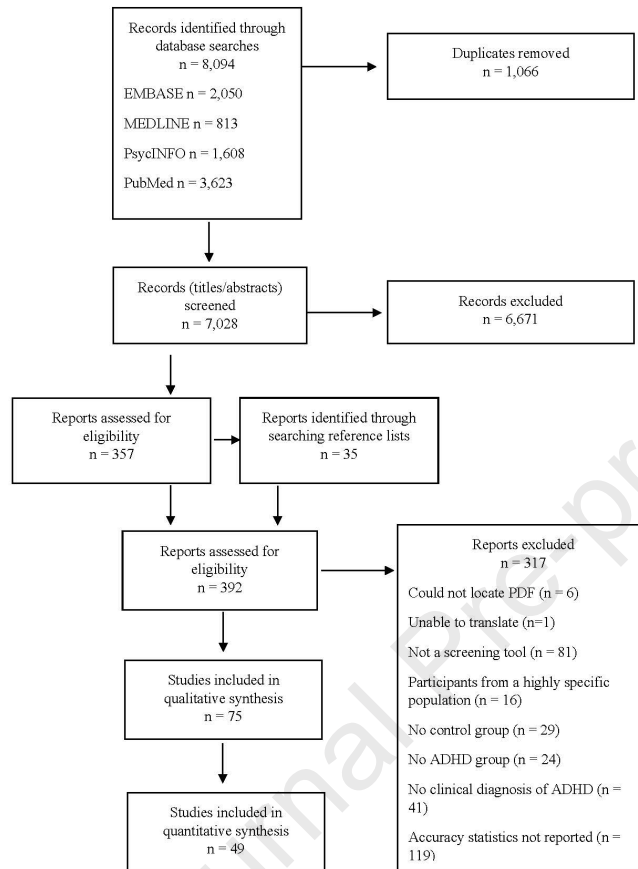 Records identified through
database searches
n = 8,094
EMBASE n = 2,050
MEDLINE n = 813
PsycINFO n = 1,608
PubMed n = 3,623
Duplicates removed
n = 1,066
Records (titles/abstracts)
screened
n = 7,028
Records excluded
n = 6,671
Reports assessed for
eligibility
n = 357
Reports identified through
searching reference lists
n = 35
Reports assessed for
eligibility
n = 392
Reports excluded
n = 317
Could not locate PDF (n = 6)
Unable to translate (n=1)
Not a screening tool (n = 81)
Participants from a highly specific
population (n = 16)
No control group (n = 29)
No ADHD group (n = 24)
No clinical diagnosis of ADHD (n =
41)
Accuracy statistics not reported (n =
119)
Studies included in
qualitative synthesis
n = 75
Studies included in
quantitative synthesis
n = 49
urnal Pre-pr